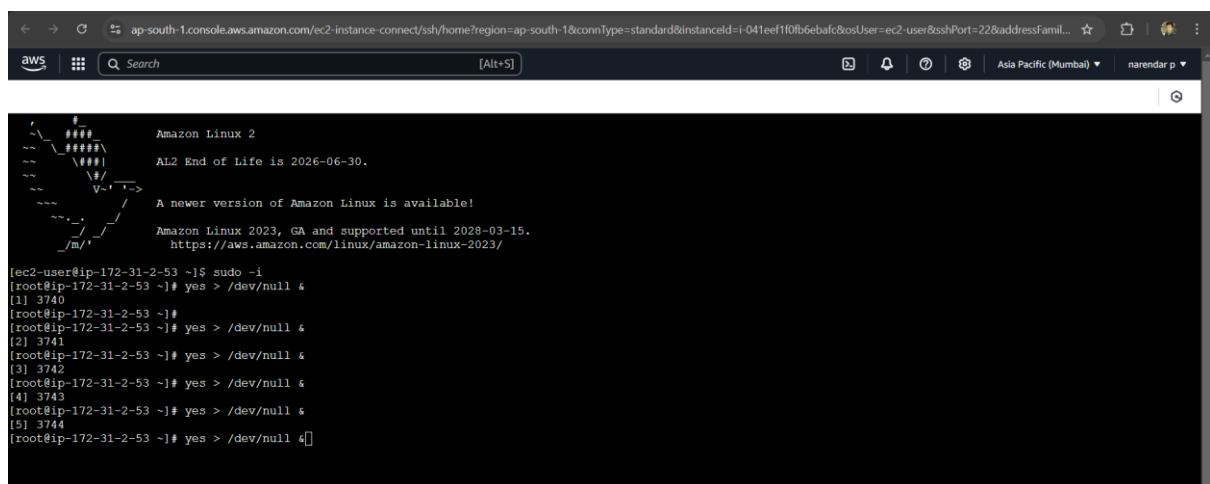 ap-south-1.console.aws.amazon.com/ec2-instance-connect/ssh/home?region=ap-south-1&connType=standard&instanceId=i-041eef1f0fb6ebafc&osUser=ec2-user&sshPort=22&addressFamil...
aws Search [Alt+S] Asia Pacific (Mumbai) narendar p
   ,     #_
   ~\_  ####_        Amazon Linux 2
  ~~  \_#####\
  ~~     \###|       AL2 End of Life is 2026-06-30.
  ~~       \#/ ___
   ~~       V~' '->
    ~~~         /    A newer version of Amazon Linux is available!
      ~~._.   _/
         _/ _/       Amazon Linux 2023, GA and supported until 2028-03-15.
       _/m/'           https://aws.amazon.com/linux/amazon-linux-2023/
[ec2-user@ip-172-31-2-53 ~]$ sudo -i
[root@ip-172-31-2-53 ~]# yes > /dev/null &
[1] 3740
[root@ip-172-31-2-53 ~]#
[root@ip-172-31-2-53 ~]# yes > /dev/null &
[2] 3741
[root@ip-172-31-2-53 ~]# yes > /dev/null &
[3] 3742
[root@ip-172-31-2-53 ~]# yes > /dev/null &
[4] 3743
[root@ip-172-31-2-53 ~]# yes > /dev/null &
[5] 3744
[root@ip-172-31-2-53 ~]# yes > /dev/null &